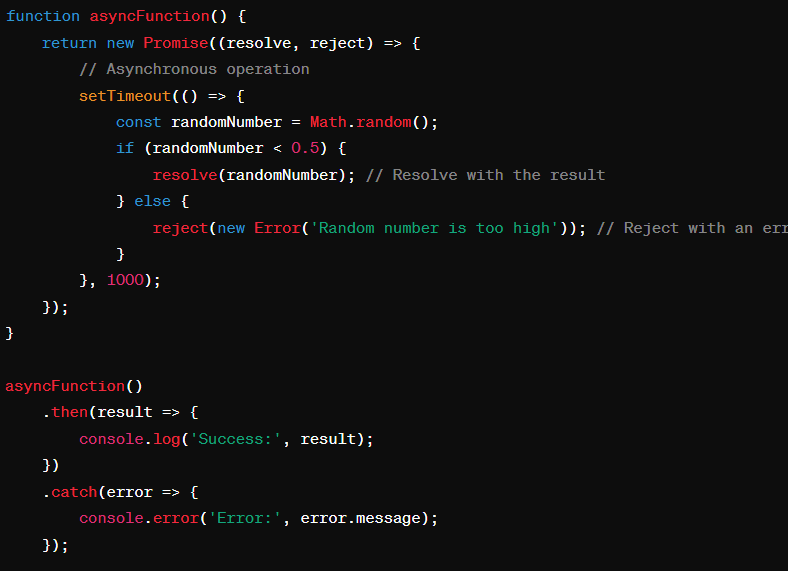 function asyncFunction() {
    return new Promise((resolve, reject) => {
        // Asynchronous operation
        setTimeout(() => {
            const randomNumber = Math.random();
            if (randomNumber < 0.5) {
                resolve(randomNumber); // Resolve with the result
            } else {
                reject(new Error('Random number is too high')); // Reject with an err
            }
        }, 1000);
    });
}

asyncFunction()
    .then(result => {
        console.log('Success:', result);
    })
    .catch(error => {
        console.error('Error:', error.message);
    });